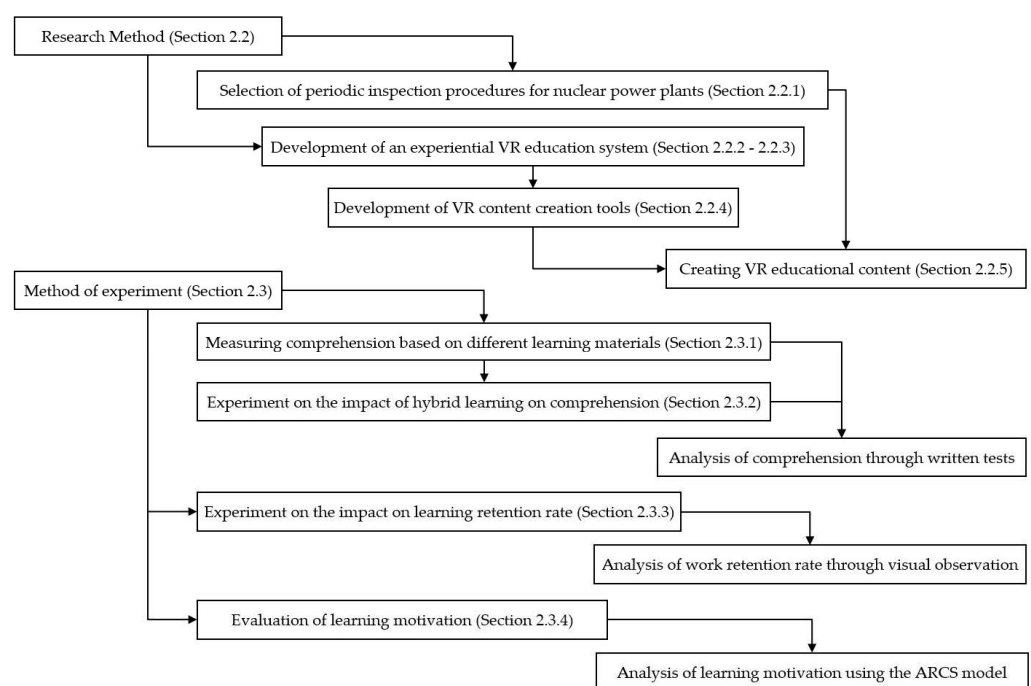 Research Method (Section 2.2)
Selection of periodic inspection procedures for nuclear power plants (Section 2.2.1)
Development of an experiential VR education system (Section 2.2.2 - 2.2.3)
Development of VR content creation tools (Section 2.2.4)
Creating VR educational content (Section 2.2.5)
Method of experiment (Section 2.3)
Measuring comprehension based on different learning materials (Section 2.3.1)
Experiment on the impact of hybrid learning on comprehension (Section 2.3.2)
Analysis of comprehension through written tests
Experiment on the impact on learning retention rate (Section 2.3.3)
Analysis of work retention rate through visual observation
Evaluation of learning motivation (Section 2.3.4)
Analysis of learning motivation using the ARCS model